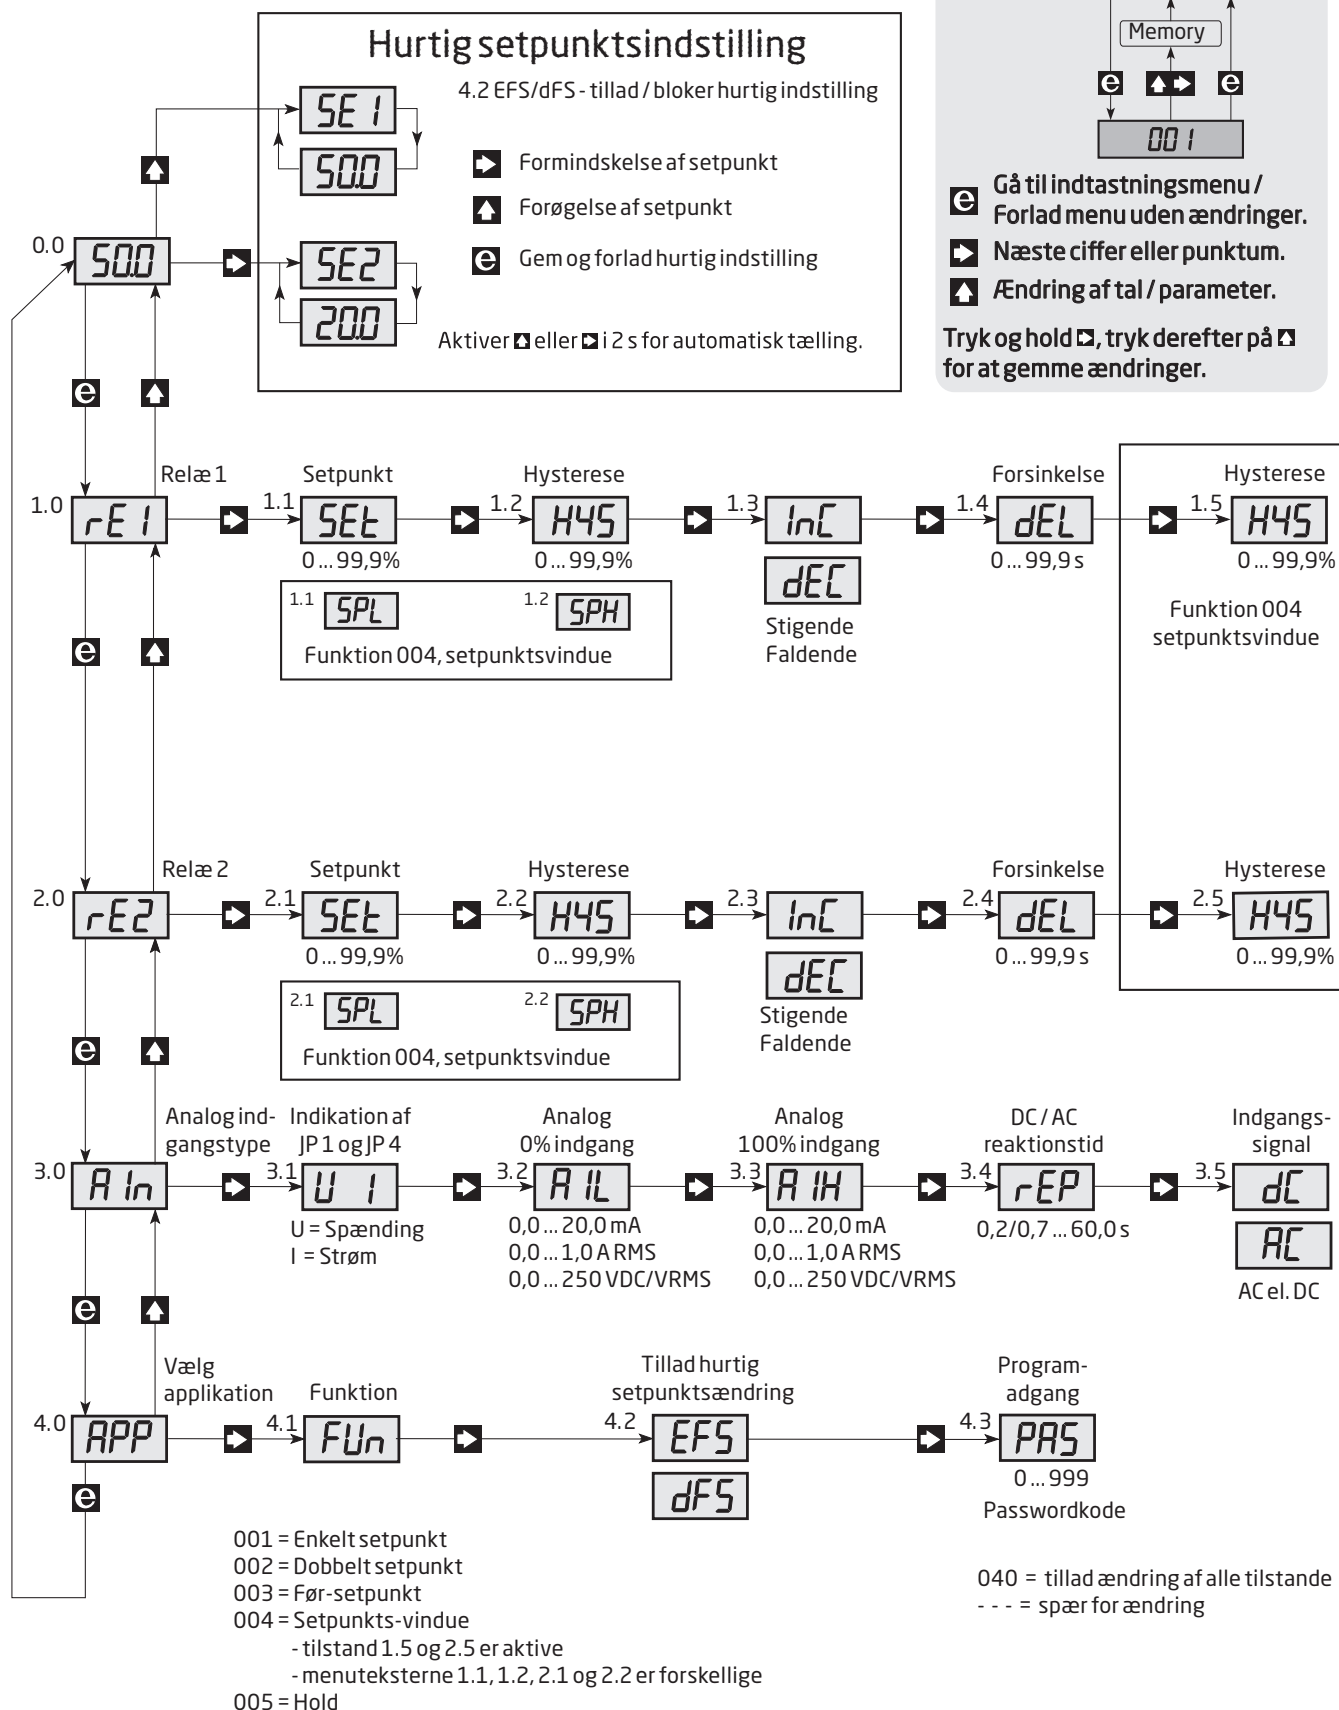 Hurtig setpunktsindstilling
4.2 EFS/dFS - tillad / bloker hurtig indstilling
SE1
50.0
Formindskelse af setpunkt
Forøgelse af setpunkt
e Gem og forlad hurtig indstilling
SE2
20.0
Aktiver eller i 2 s for automatisk tælling.
Memory
e e
001
e Gå til indtastningsmenu /
Forlad menu uden ændringer.
Næste ciffer eller punktum.
Ændring af tal / parameter.
Tryk og hold , tryk derefter på
for at gemme ændringer.
0.0 50.0
e
Relæ 1 Setpunkt Hysterese Forsinkelse Hysterese
1.0 rE1 1.1 SEt 1.2 HYS 1.3 InC 1.4 dEL 1.5 HYS
0 ... 99,9% 0 ... 99,9% dEC 0 ... 99,9 s 0 ... 99,9%
1.1 SPL 1.2 SPH
Funktion 004, setpunktsvindue
Stigende
Faldende
Funktion 004
setpunktsvindue
e
Relæ 2 Setpunkt Hysterese Forsinkelse Hysterese
2.0 rE2 2.1 SEt 2.2 HYS 2.3 InC 2.4 dEL 2.5 HYS
0 ... 99,9% 0 ... 99,9% dEC 0 ... 99,9 s 0 ... 99,9%
2.1 SPL 2.2 SPH
Funktion 004, setpunktsvindue
Stigende
Faldende
e
Analog ind- Indikation af Analog Analog DC / AC Indgangs-
gangstype JP 1 og JP 4 0% indgang 100% indgang reaktionstid signal
3.0 AIn 3.1 U I 3.2 AIL 3.3 AIH 3.4 rEP 3.5 dC
U = Spænding 0,0 ... 20,0 mA 0,0 ... 20,0 mA 0,2/0,7 ... 60,0 s
I = Strøm 0,0 ... 1,0 A RMS 0,0 ... 1,0 A RMS AC
0,0 ... 250 VDC/VRMS 0,0 ... 250 VDC/VRMS AC el. DC
e
Vælg Tillad hurtig Program-
applikation Funktion setpunktsændring adgang
4.0 APP 4.1 FUn 4.2 EFS 4.3 PAS
dFS 0 ... 999
e Passwordkode
001 = Enkelt setpunkt
002 = Dobbelt setpunkt
003 = Før-setpunkt
004 = Setpunkts-vindue
- tilstand 1.5 og 2.5 er aktive
- menuteksterne 1.1, 1.2, 2.1 og 2.2 er forskellige
005 = Hold
040 = tillad ændring af alle tilstande
- - - = spær for ændring